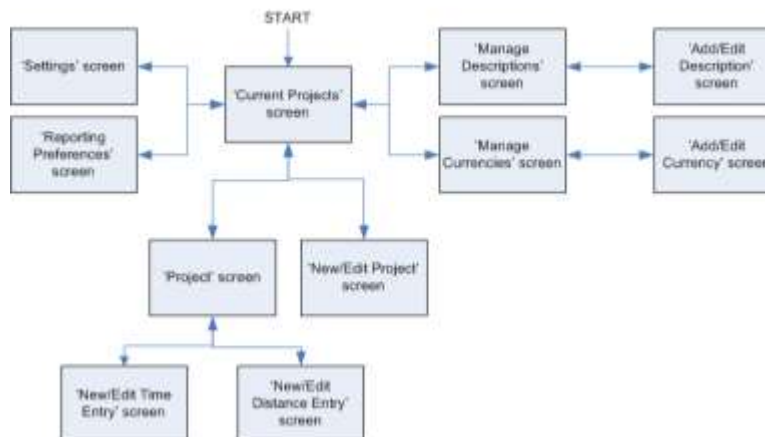 START
'Settings' screen
'Current Projects'
screen
'Manage
Descriptions'
screen
'Add/Edit
Description'
screen
'Reporting
Preferences'
screen
'Manage
Currencies' screen
'Add/Edit
Currency' screen
'Project' screen
'New/Edit Project'
screen
'New/Edit Time
Entry' screen
'New/Edit
Distance Entry'
screen